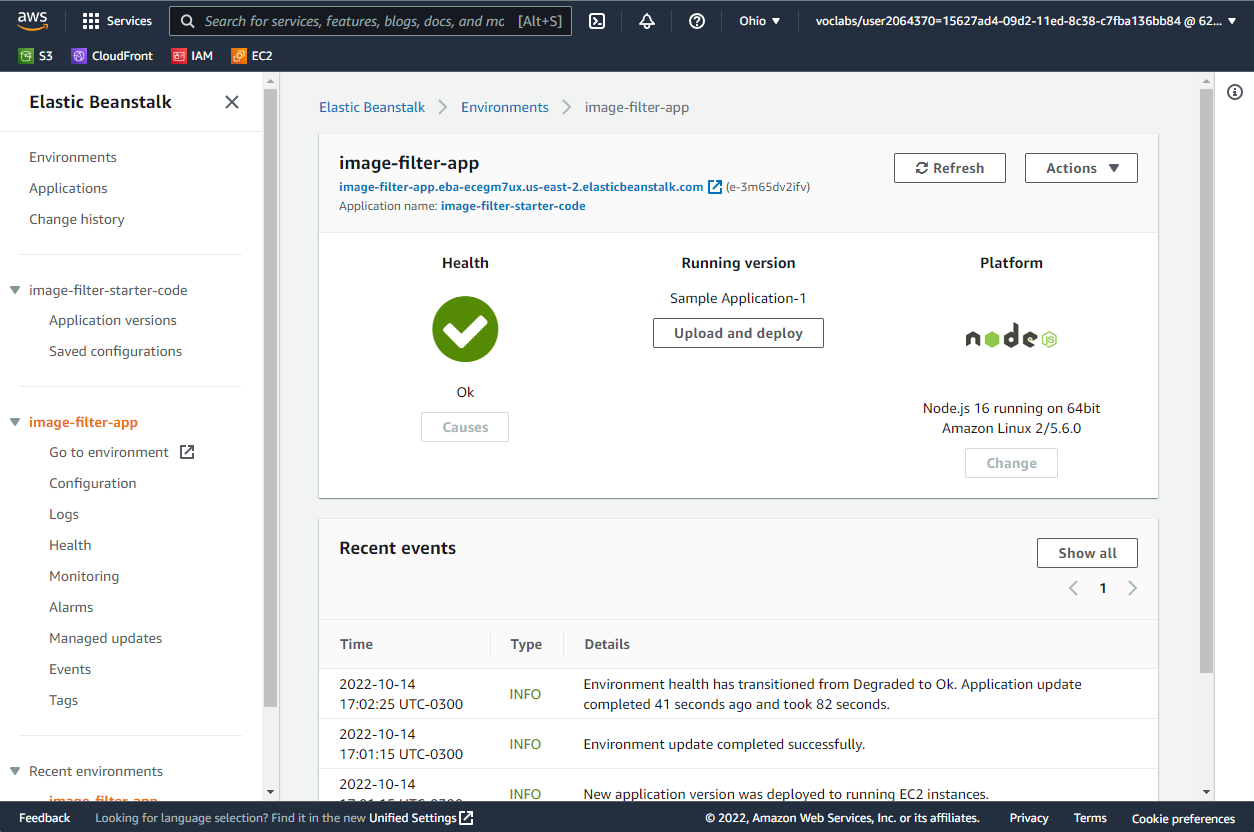 aws
Services
Search for services, features, blogs, docs, and mo [Alt+S]
Ohio
voclabs/user2064370=15627ad4-09d2-11ed-8c38-c7fba136bb84 @ 62...
S3
CloudFront
IAM
EC2
Elastic Beanstalk
Environments
Applications
Change history
image-filter-starter-code
Application versions
Saved configurations
image-filter-app
Go to environment
Configuration
Logs
Health
Monitoring
Alarms
Managed updates
Events
Tags
Recent environments
image-filter-app
Elastic Beanstalk > Environments > image-filter-app
image-filter-app
image-filter-app.eba-ecegm7ux.us-east-2.elasticbeanstalk.com (e-3m65dv2ifv)
Application name: image-filter-starter-code
Refresh
Actions
Health
Ok
Causes
Running version
Sample Application-1
Upload and deploy
Platform
node JS
Node.js 16 running on 64bit
Amazon Linux 2/5.6.0
Change
Recent events
Show all
1
Time Type Details
2022-10-14
17:02:25 UTC-0300
INFO
Environment health has transitioned from Degraded to Ok. Application update
completed 41 seconds ago and took 82 seconds.
2022-10-14
17:01:15 UTC-0300
INFO
Environment update completed successfully.
2022-10-14
17:01:15 UTC-0300
INFO
New application version was deployed to running EC2 instances.
Feedback
Looking for language selection? Find it in the new Unified Settings
© 2022, Amazon Web Services, Inc. or its affiliates.
Privacy
Terms
Cookie preferences